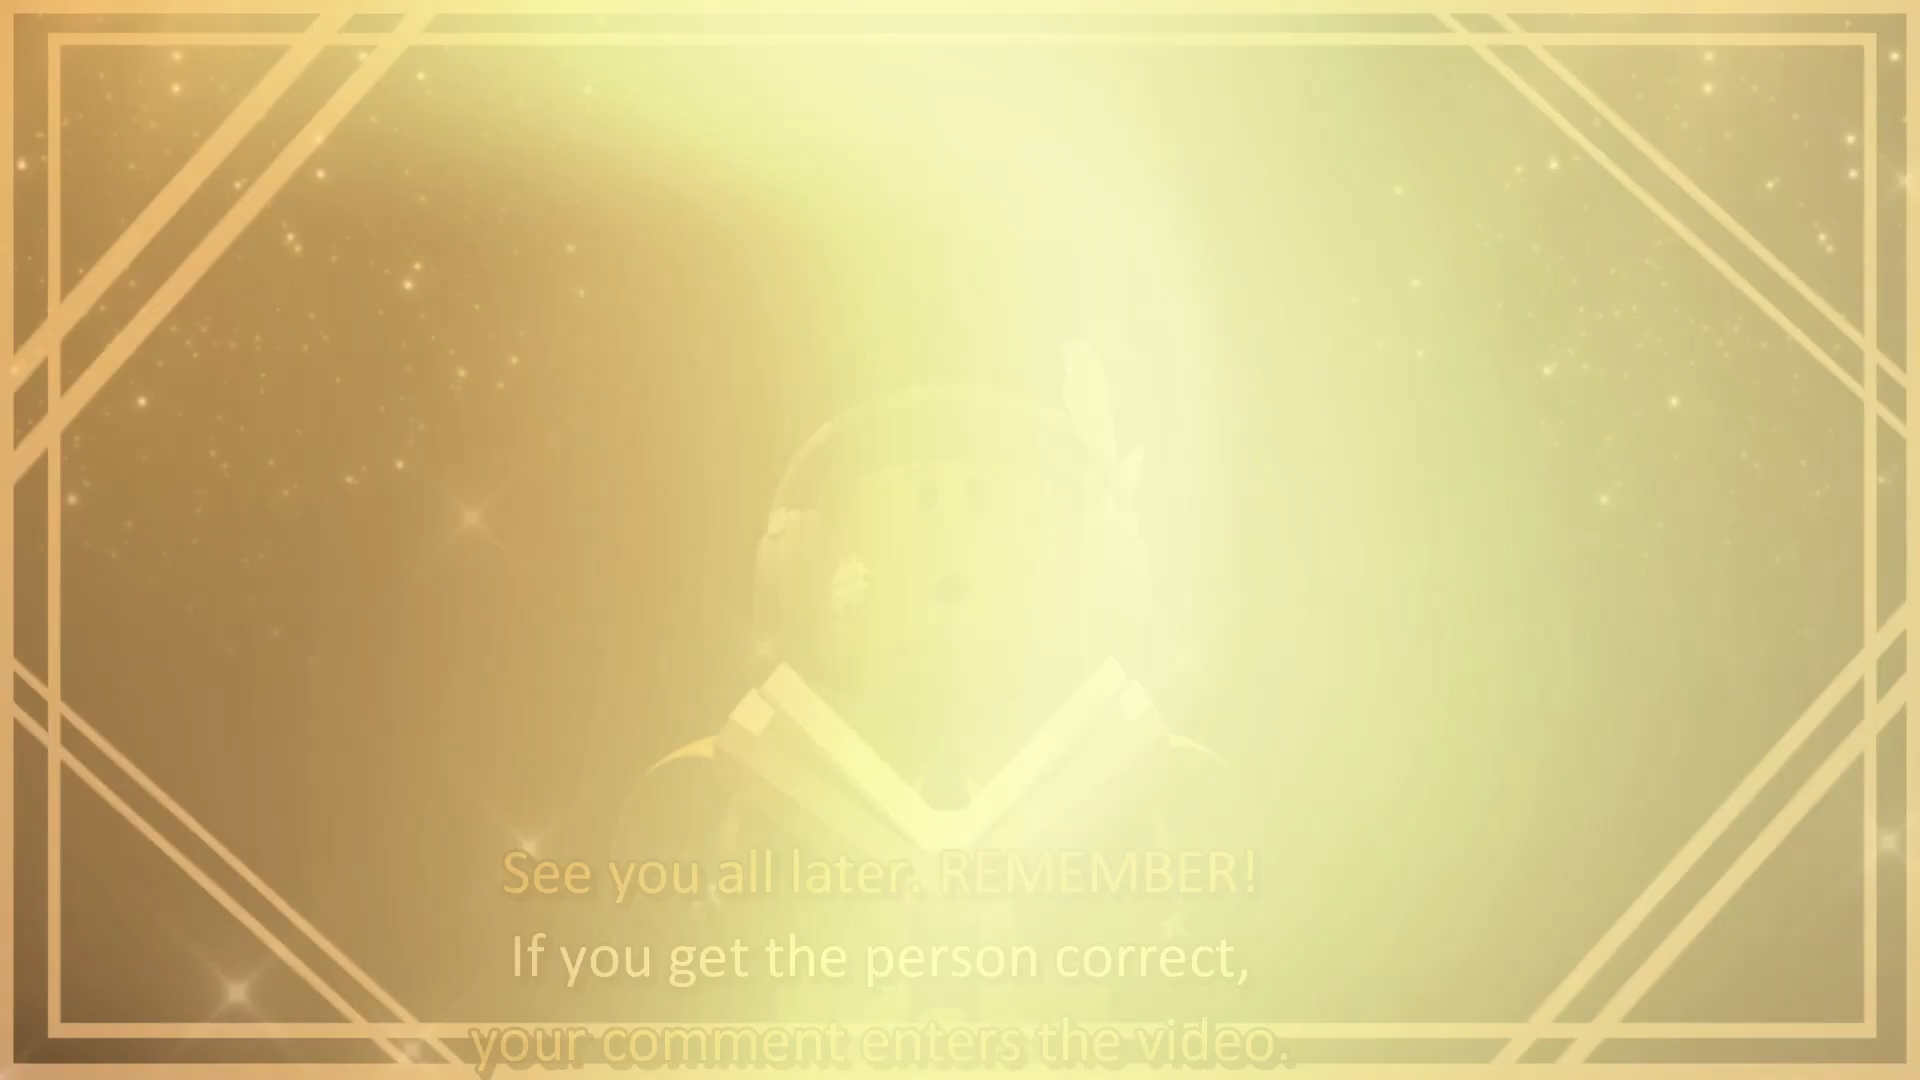 See you all later. REMEMBER!
If you get the person correct,
your comment enters the video.